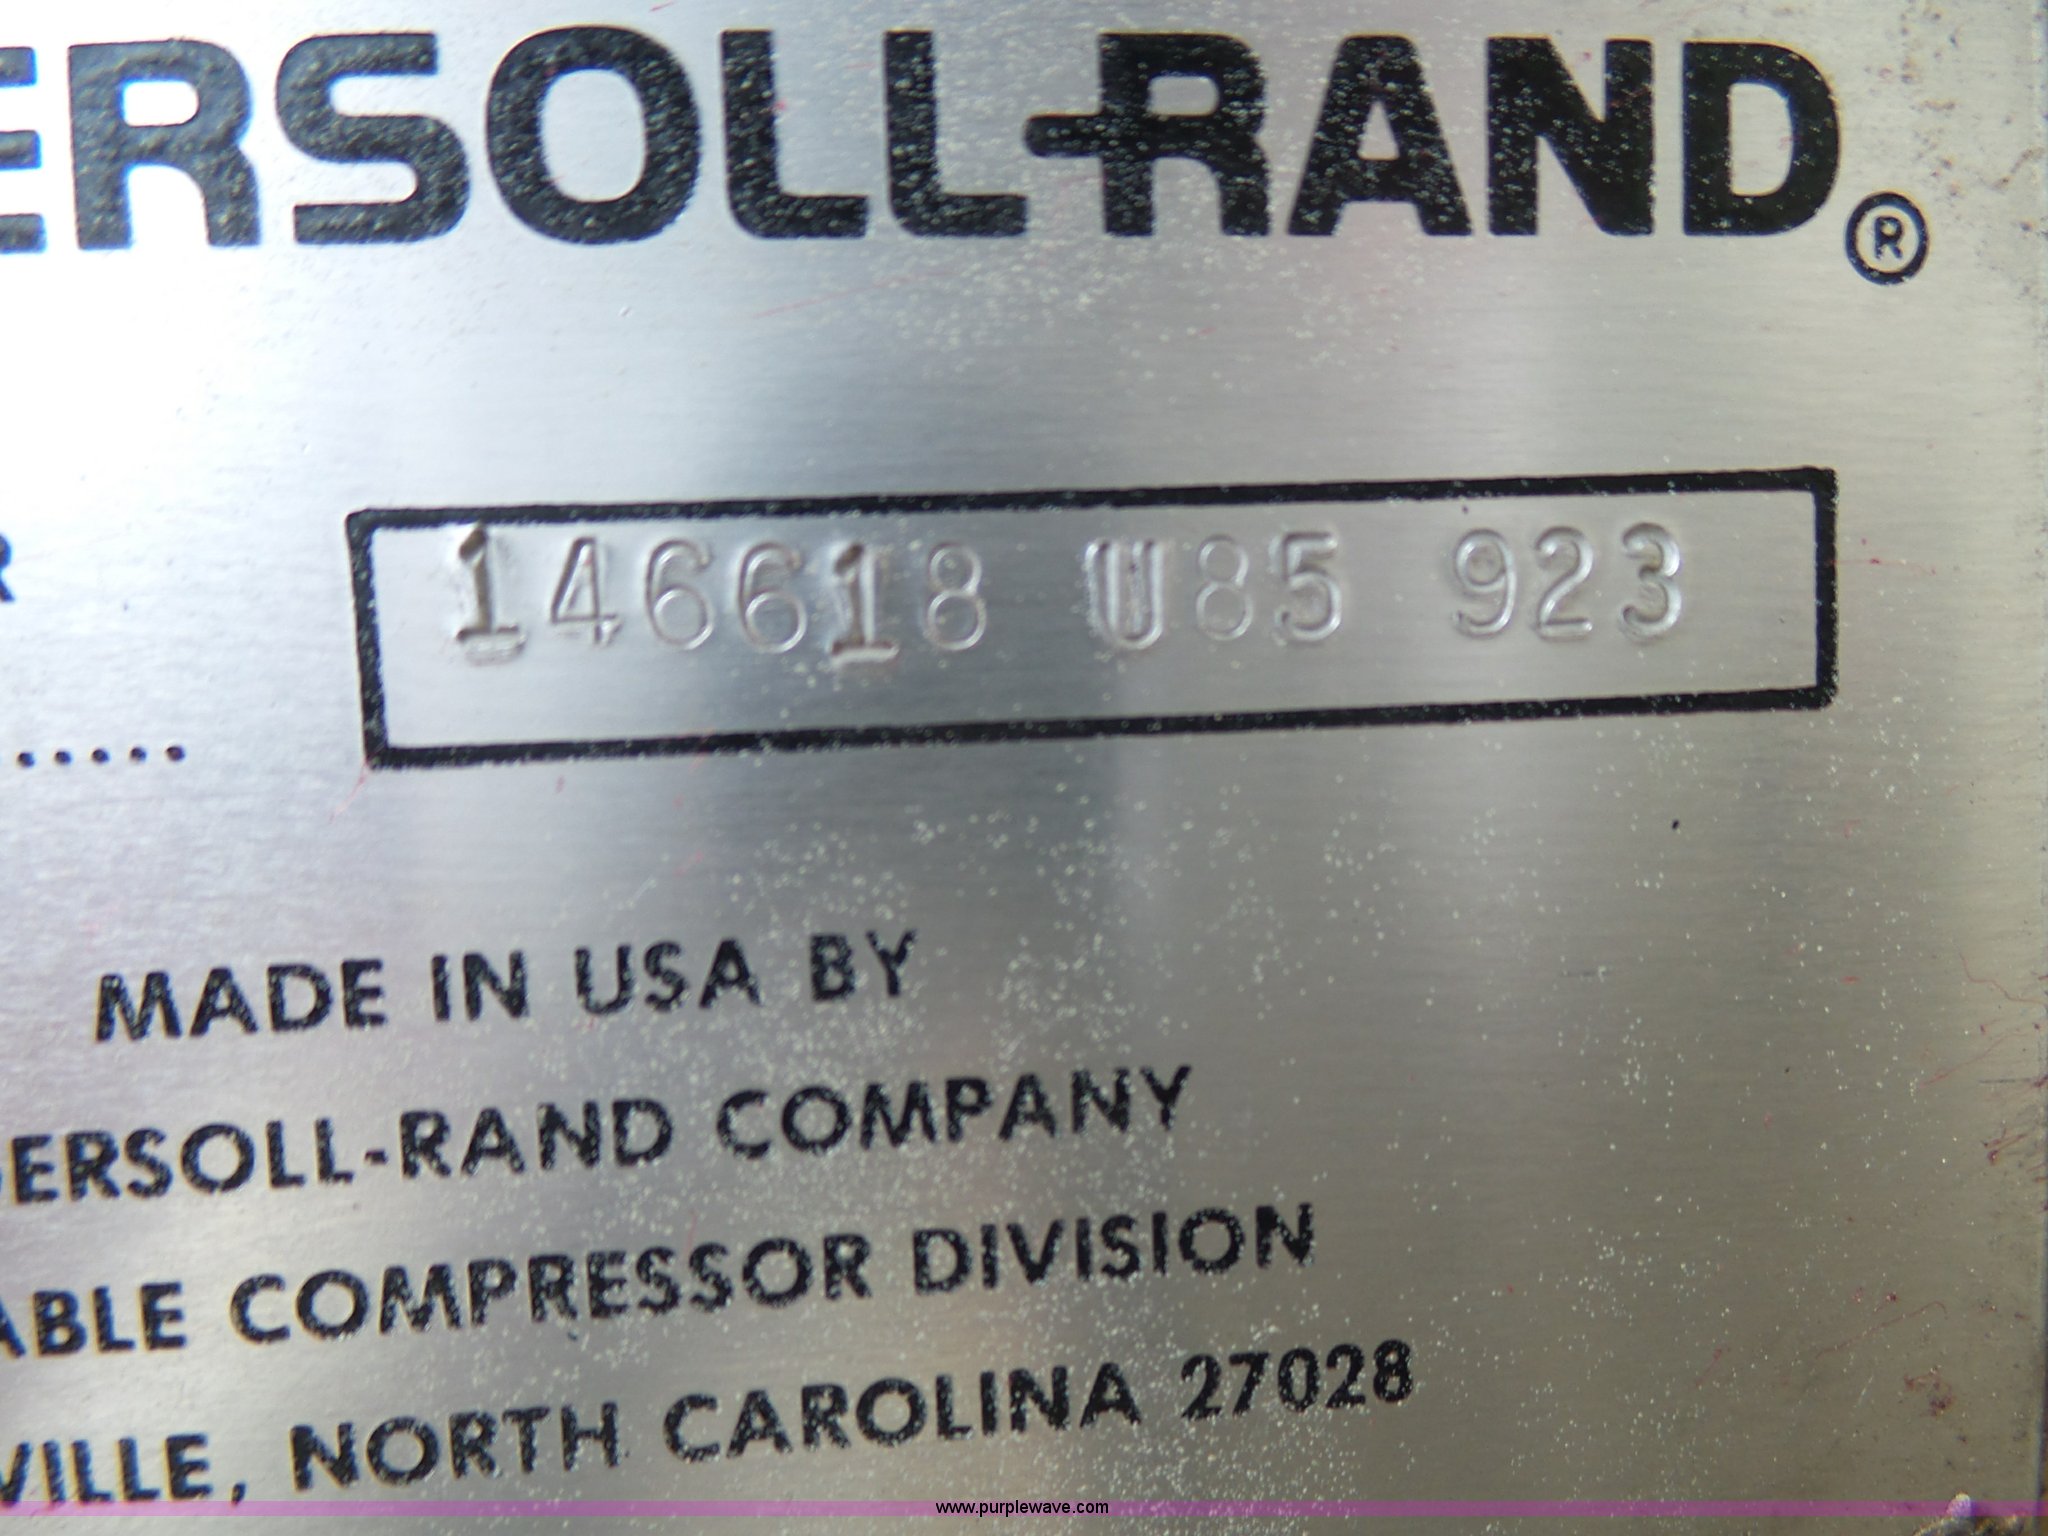 ERSOLL-RAND®
R
146618 U85 923
.....
MADE IN USA BY
GERSOLL-RAND COMPANY
ABLE COMPRESSOR DIVISION
VILLE, NORTH CAROLINA 27028
www.purplewave.com